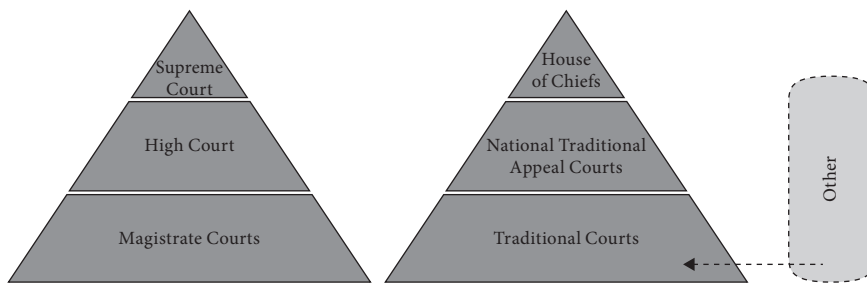 Supreme
Court
High Court
Magistrate Courts
House
of Chiefs
National Traditional
Appeal Courts
Traditional Courts
Other